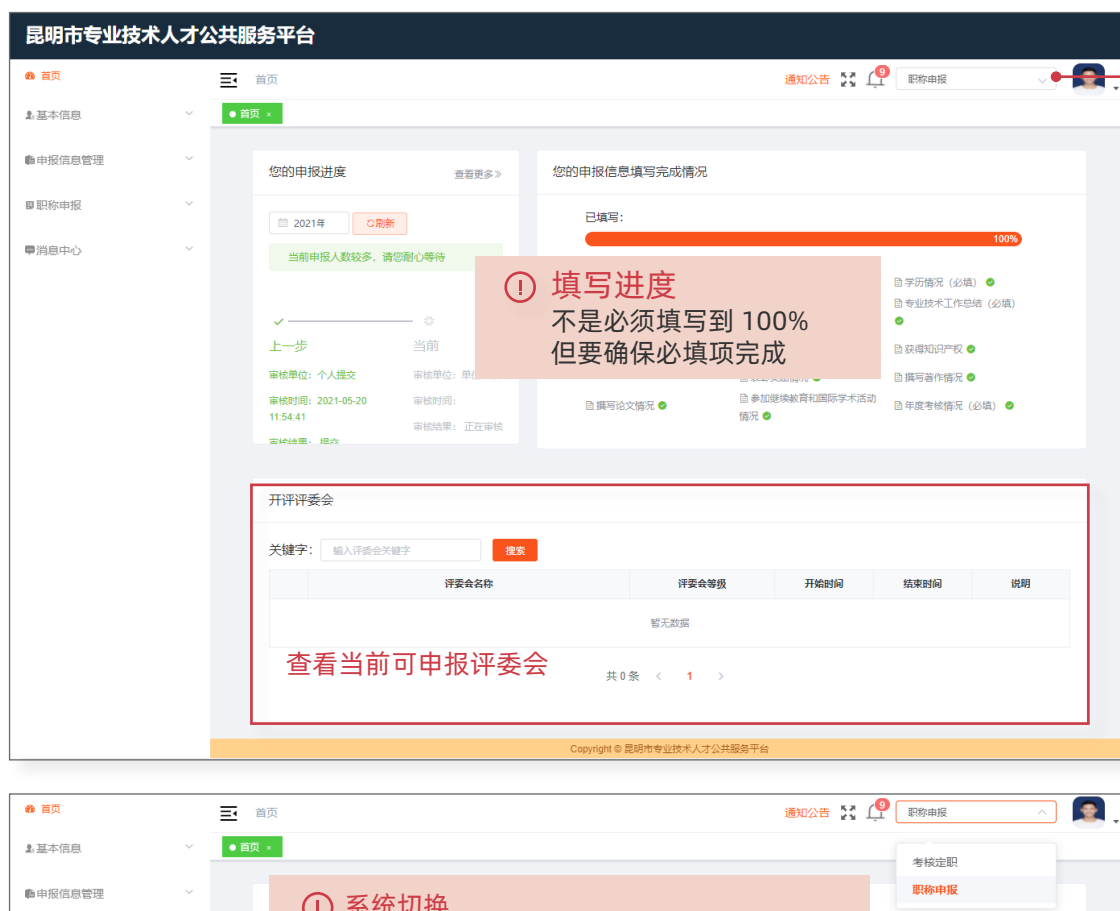 昆明市专业技术人才公共服务平台
首页
首页
通知公告
9
职称申报
基本信息
首页 ×
申报信息管理
您的申报进度
查看更多》
您的申报信息填写完成情况
职称申报
2021年
刷新
已填写：
100%
消息中心
当前申报人数较多，请您耐心等待
填写进度
不是必须填写到 100%
但要确保必填项完成
学历情况（必填）
专业技术工作总结（必填）
上一步
当前
获得知识产权
审核单位：个人提交
审核单位：
撰写著作情况
审核时间：2021-05-20
11:54:41
审核时间：
撰写论文情况
参加继续教育和国际学术活动
情况
年度考核情况（必填）
审核结果：正在审核
审核结果：提交
开评评委会
关键字：
输入评委会关键字
搜索
评委会名称
评委会等级
开始时间
结束时间
说明
暂无数据
查看当前可申报评委会
共 0 条
1
Copyright © 昆明市专业技术人才公共服务平台
首页
首页
通知公告
9
职称申报
基本信息
首页 ×
考核定职
申报信息管理
职称申报
系统切换